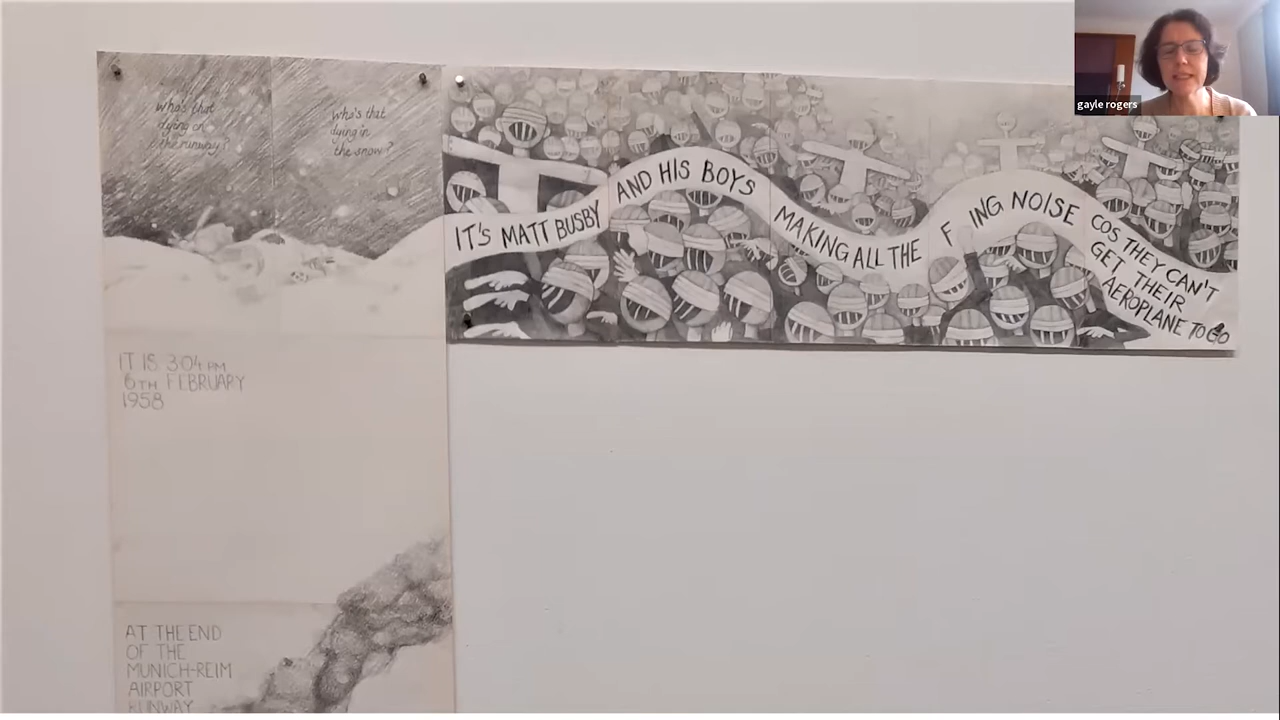 who's that
dying on
the runway?
who's that
dying in
the snow?
IT'S MATT BUSBY
AND HIS BOYS
MAKING ALL THE
F ING NOISE
COS THEY CAN'T
GET THEIR
AEROPLANE TO GO
IT IS 3:04 PM
6TH FEBRUARY
1958
AT THE END
OF THE
MUNICH-REIM
AIRPORT
RUNWAY
gayle rogers